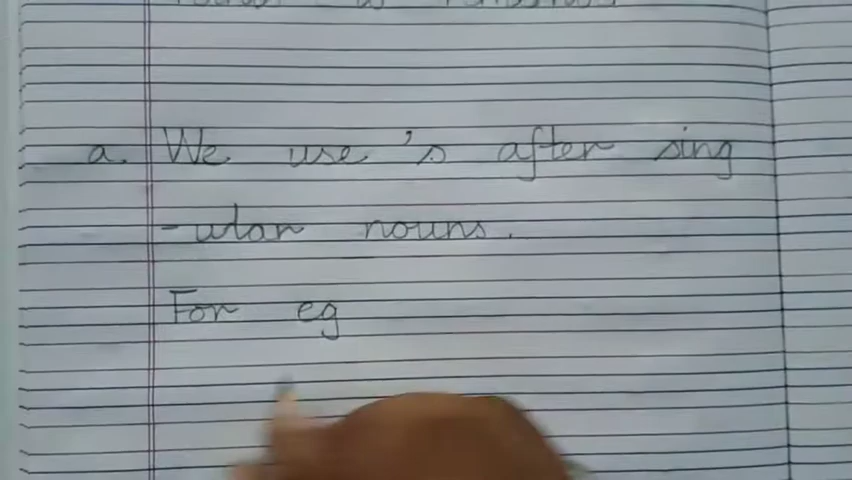 a. We use 's after sing
-ular nouns.
For eg